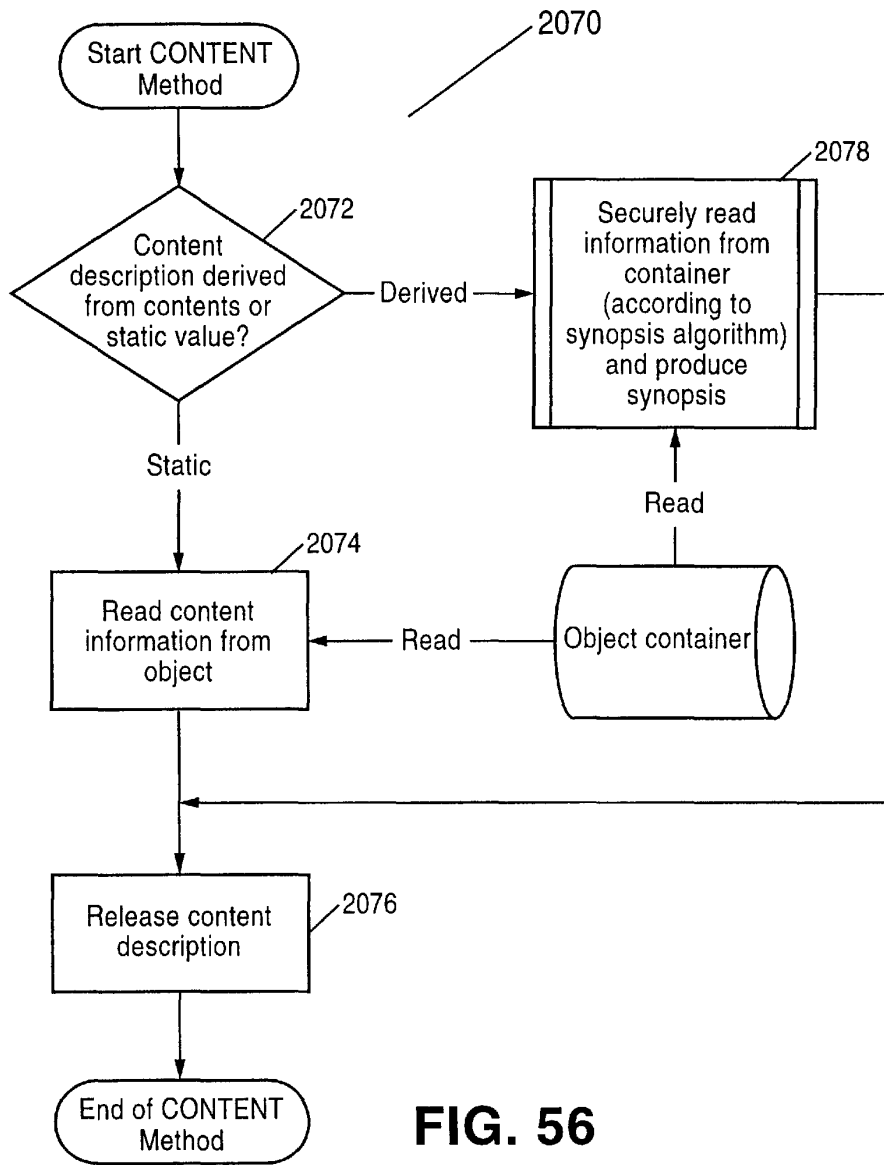 2070
Start CONTENT
Method
2072
Content
description derived
from contents or
static value?
Derived
2078
Securely read
information from
container
(according to
synopsis algorithm)
and produce
synopsis
Static
Read
2074
Read content
information from
object
Read
Object container
Release content
description
2076
End of CONTENT
Method
FIG. 56